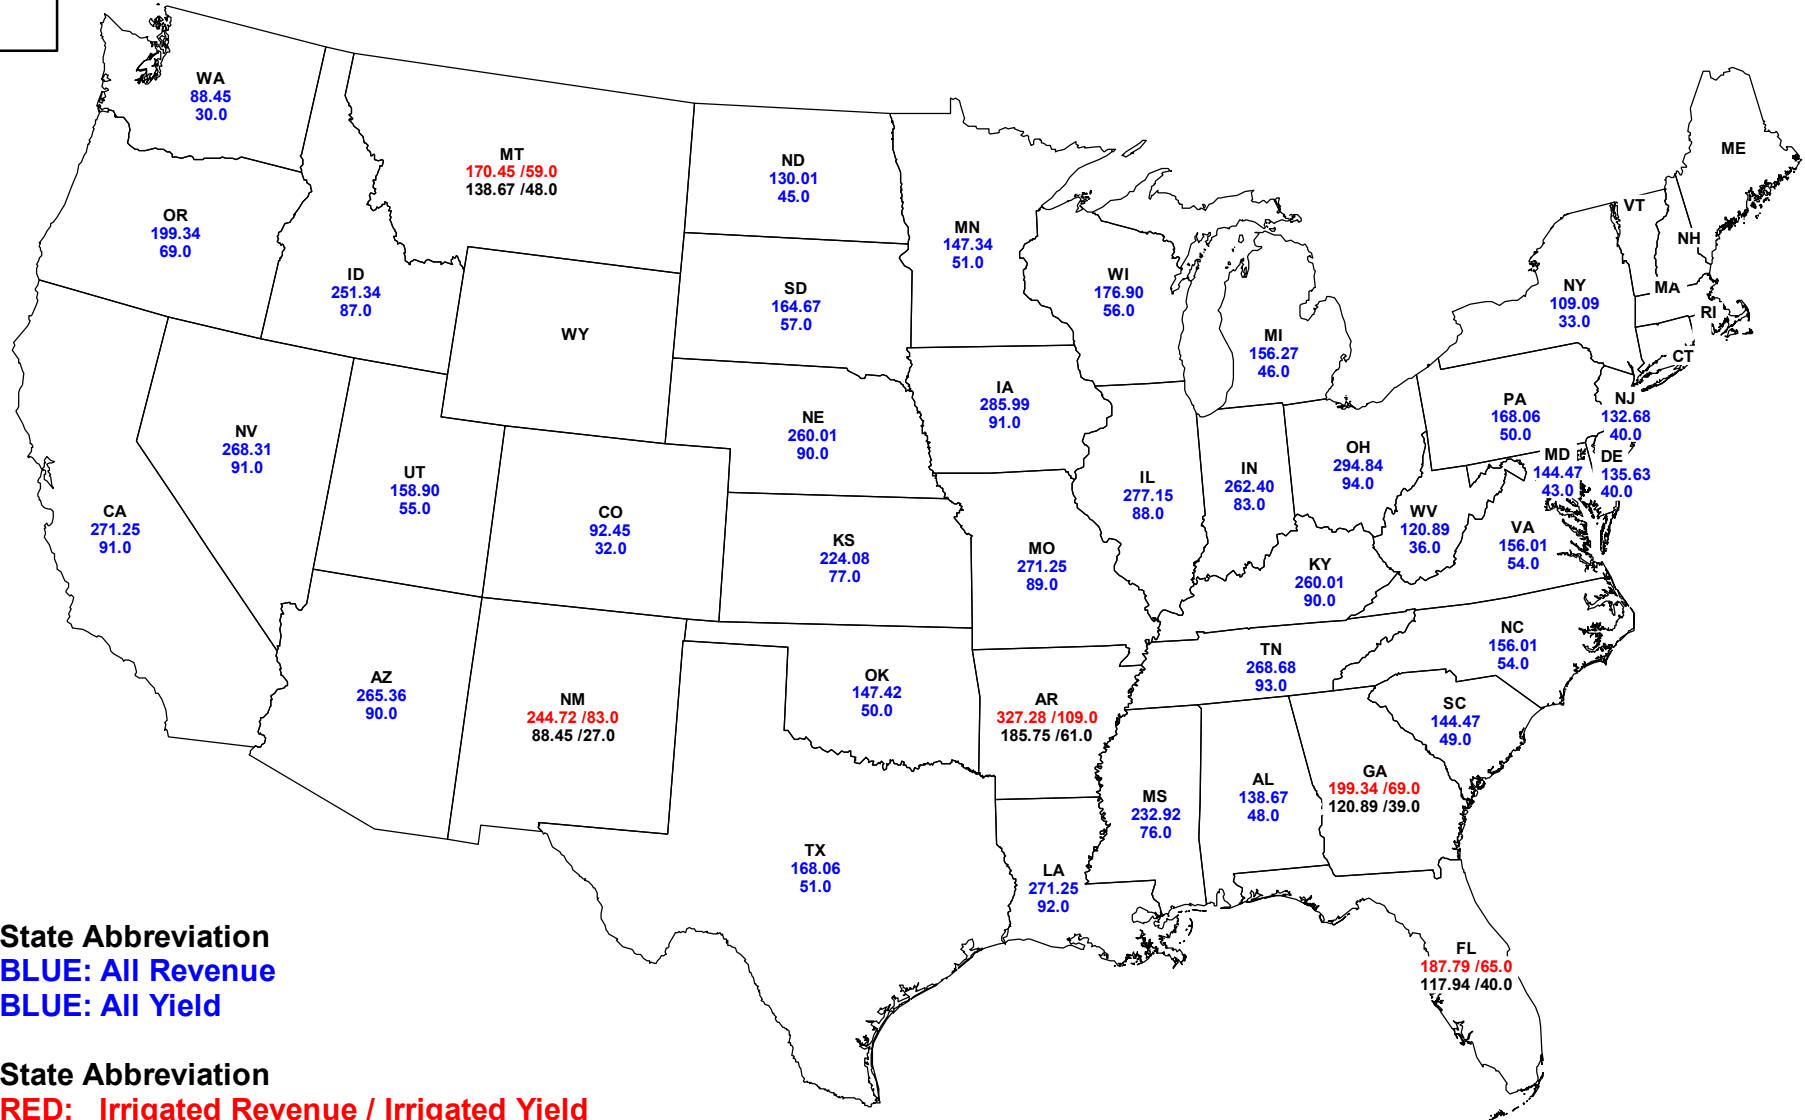 WA
88.45
30.0
MT
170.45 /59.0
138.67 /48.0
ND
130.01
45.0
ME
OR
199.34
69.0
VT
MN
147.34
51.0
NH
ID
251.34
87.0
WI
176.90
56.0
SD
164.67
57.0
NY
109.09
33.0
MA
RI
WY
MI
156.27
46.0
CT
IA
285.99
91.0
NE
260.01
90.0
PA
168.06
50.0
NJ
132.68
40.0
NV
268.31
91.0
OH
294.84
94.0
MD
144.47
43.0
DE
135.63
40.0
UT
158.90
55.0
IL
277.15
88.0
IN
262.40
83.0
CA
271.25
91.0
CO
92.45
32.0
WV
120.89
36.0
VA
156.01
54.0
KS
224.08
77.0
MO
271.25
89.0
KY
260.01
90.0
NC
156.01
54.0
TN
268.68
93.0
AZ
265.36
90.0
OK
147.42
50.0
NM
244.72 /83.0
88.45 /27.0
AR
327.28 /109.0
185.75 /61.0
SC
144.47
49.0
GA
199.34 /69.0
120.89 /39.0
AL
138.67
48.0
MS
232.92
76.0
TX
168.06
51.0
LA
271.25
92.0
FL
187.79 /65.0
117.94 /40.0
State Abbreviation
BLUE: All Revenue
BLUE: All Yield
State Abbreviation
RED: Irrigated Revenue / Irrigated Yield